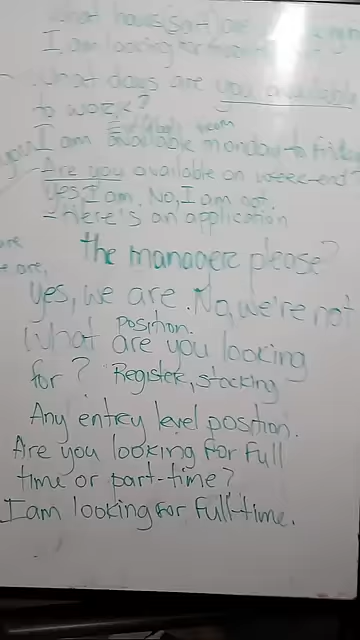 What hours
I am looking for
What days are you available
to work?
I am available monday to friday
- Are you available on week-end?
Yes, I am. No, I am not.
- Here's an application
the manager please?
Yes, we are. No, we're not
Position.
What are you looking
for? Register, stocking
Any entry level position.
Are you looking for full
time or part-time?
I am looking for full-time.